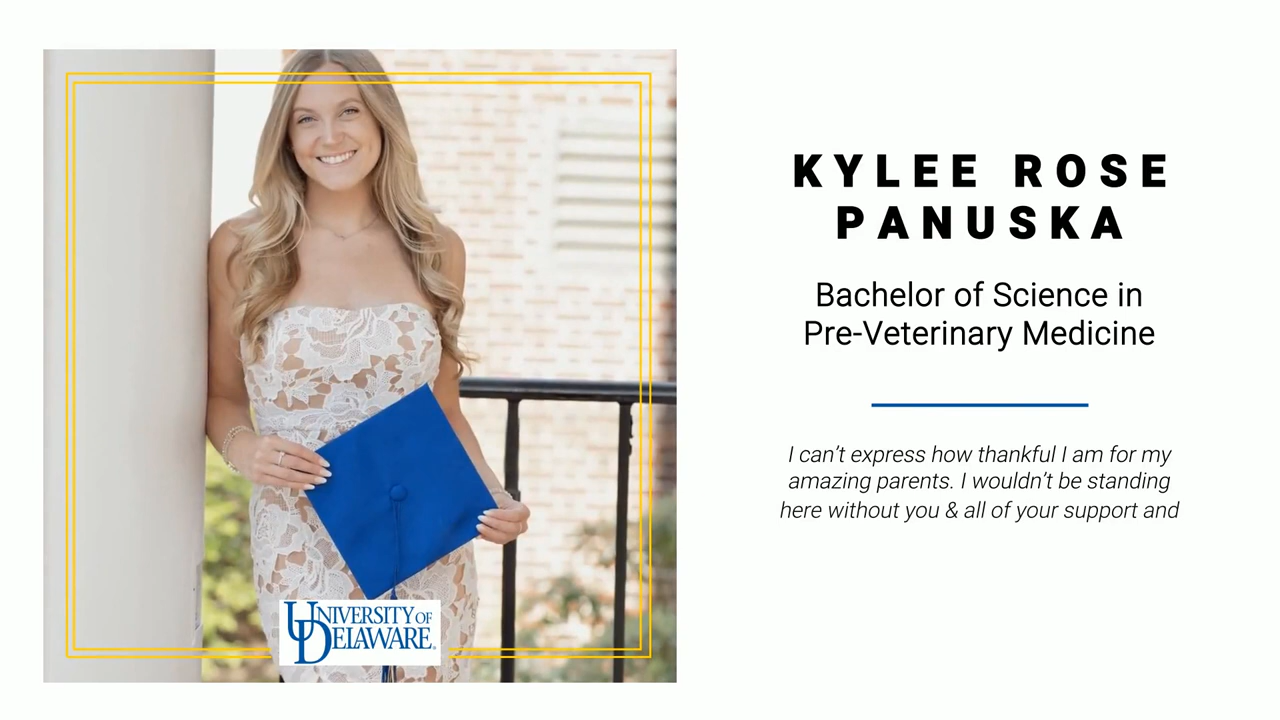 KYLEE ROSE
PANUSKA
Bachelor of Science in
Pre-Veterinary Medicine
I can’t express how thankful I am for my
amazing parents. I wouldn’t be standing
here without you & all of your support and
UNIVERSITY OF
DELAWARE®